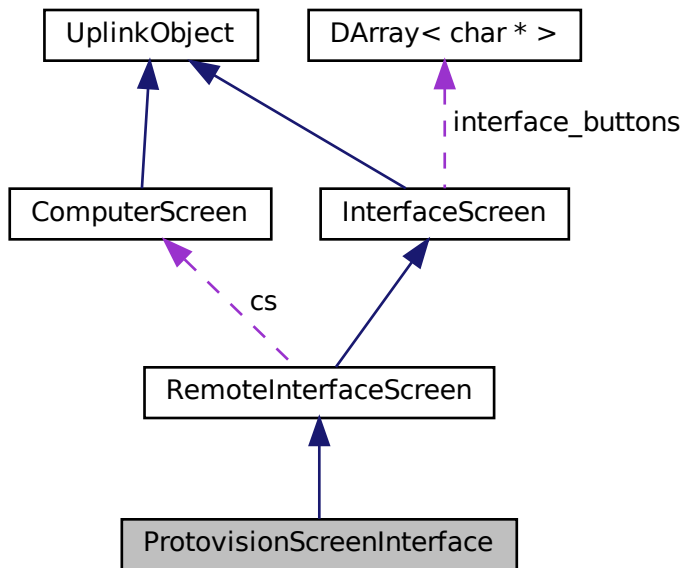 UplinkObject
DArray< char * >
interface_buttons
ComputerScreen
InterfaceScreen
cs
RemoteInterfaceScreen
ProtovisionScreenInterface